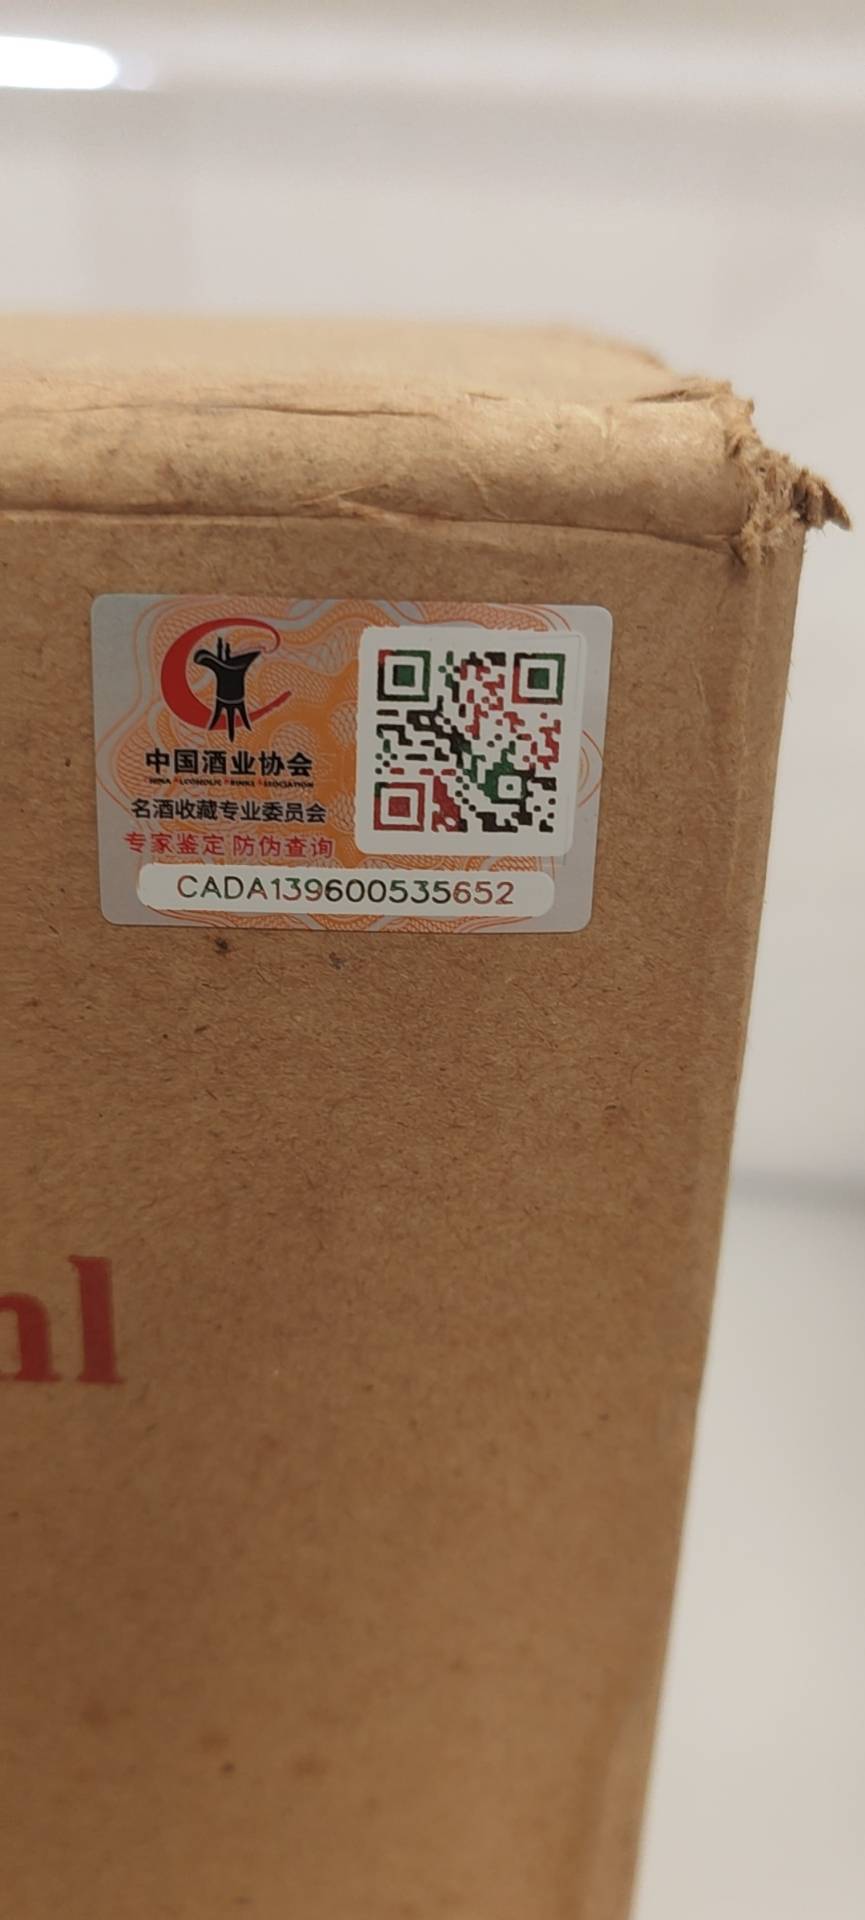 中国酒业协会
名酒收藏专业委员会
专家鉴定 防伪查询
CADA139600535652
ml